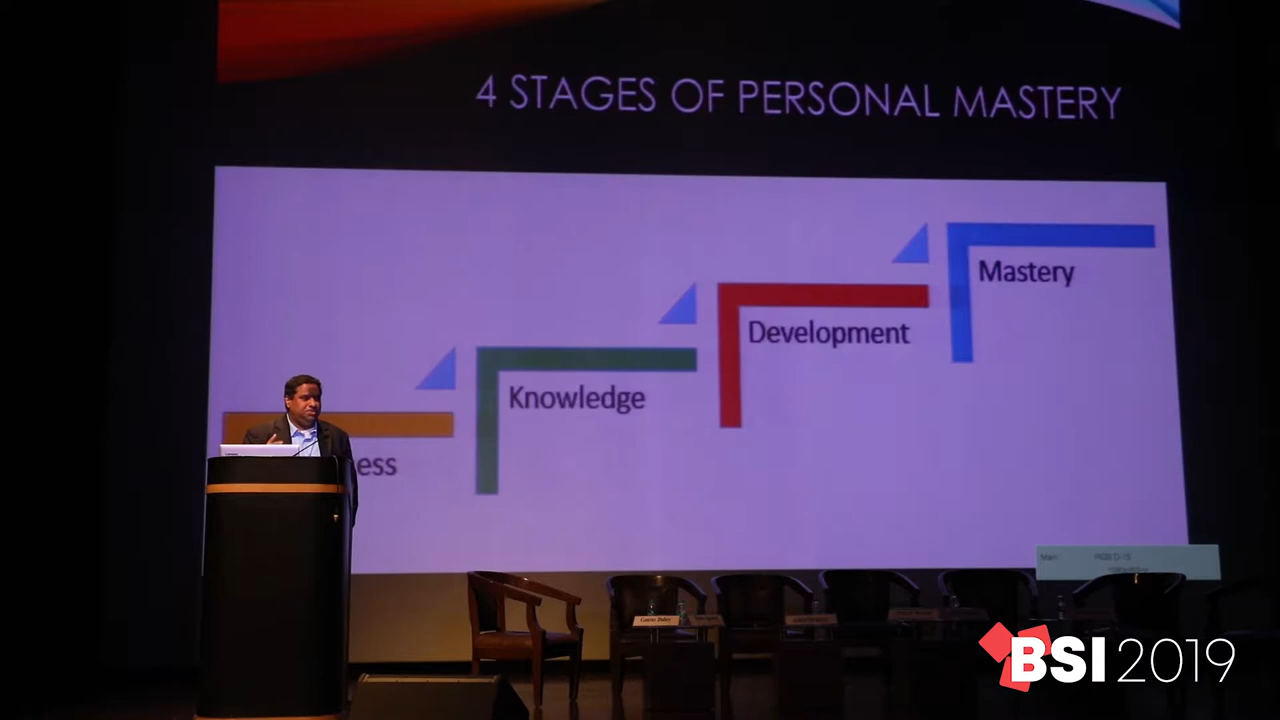 4 STAGES OF PERSONAL MASTERY
Mastery
Development
Knowledge
ess
BSI 2019